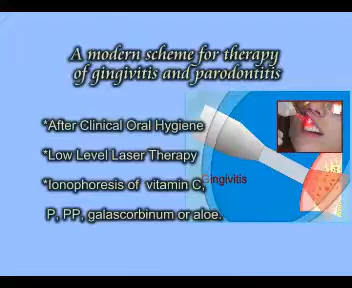 A modern scheme for therapy
of gingivitis and parodontitis
*After Clinical Oral Hygiene
*Low Level Laser Therapy
*Ionophoresis of vitamin C,
Gingivitis
P, PP, galascorbinum or aloe.